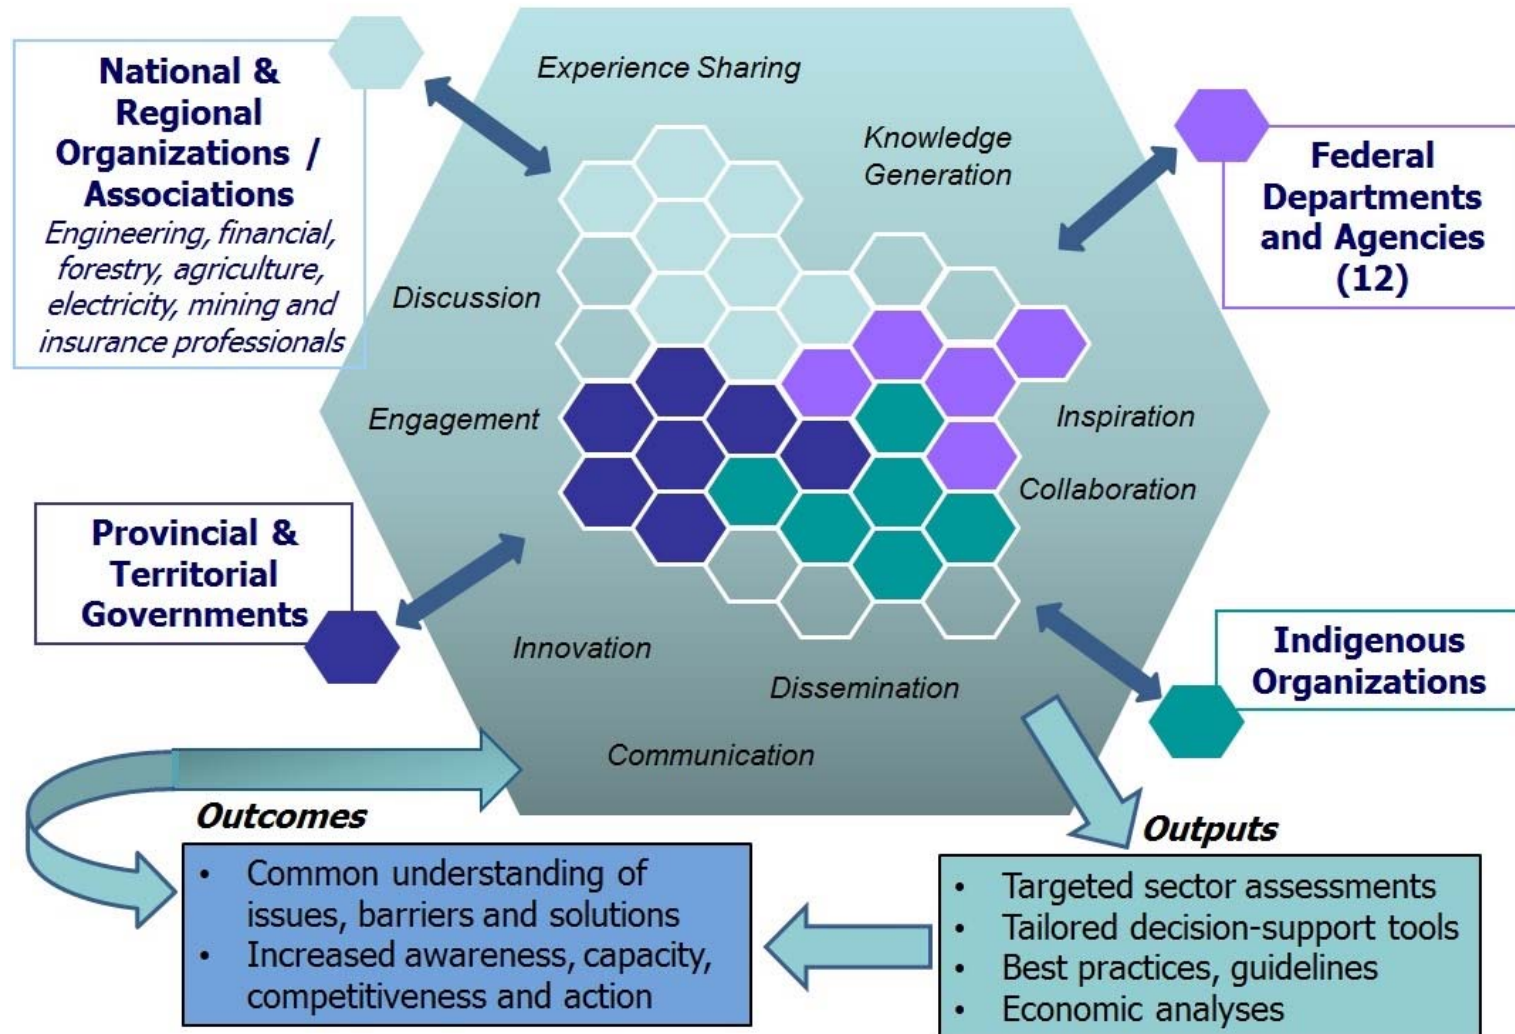 National &
Regional
Organizations /
Associations
Engineering, financial,
forestry, agriculture,
electricity, mining and
insurance professionals
Experience Sharing
Knowledge
Generation
Federal
Departments
and Agencies
(12)
Discussion
Engagement
Inspiration
Collaboration
Provincial &
Territorial
Governments
Innovation
Dissemination
Communication
Indigenous
Organizations
Outcomes
• Common understanding of
issues, barriers and solutions
• Increased awareness, capacity,
competitiveness and action
Outputs
• Targeted sector assessments
• Tailored decision-support tools
• Best practices, guidelines
• Economic analyses